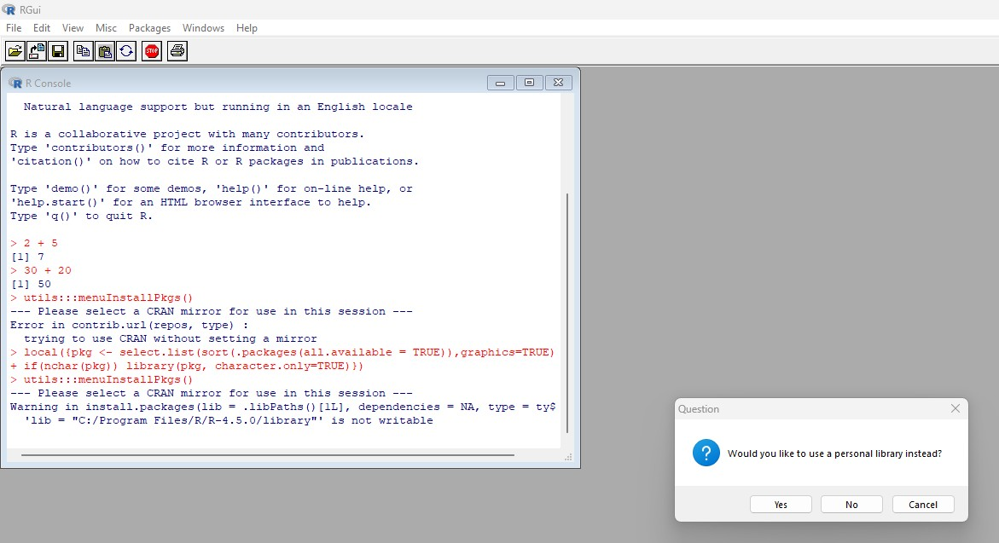 RGui
File Edit View Misc Packages Windows Help
STOP
R Console
Natural language support but running in an English locale
R is a collaborative project with many contributors.
Type 'contributors()' for more information and
'citation()' on how to cite R or R packages in publications.
Type 'demo()' for some demos, 'help()' for on-line help, or
'help.start()' for an HTML browser interface to help.
Type 'q()' to quit R.
> 2 + 5
[1] 7
> 30 + 20
[1] 50
> utils:::menuInstallPkgs()
--- Please select a CRAN mirror for use in this session ---
Error in contrib.url(repos, type) :
trying to use CRAN without setting a mirror
> local({pkg <- select.list(sort(.packages(all.available = TRUE)),graphics=TRUE)
+ if(nchar(pkg)) library(pkg, character.only=TRUE)})
> utils:::menuInstallPkgs()
--- Please select a CRAN mirror for use in this session ---
Warning in install.packages(lib = .libPaths()[1L], dependencies = NA, type = ty$
'lib = "C:/Program Files/R/R-4.5.0/library"' is not writable
Question
Would you like to use a personal library instead?
Yes No Cancel